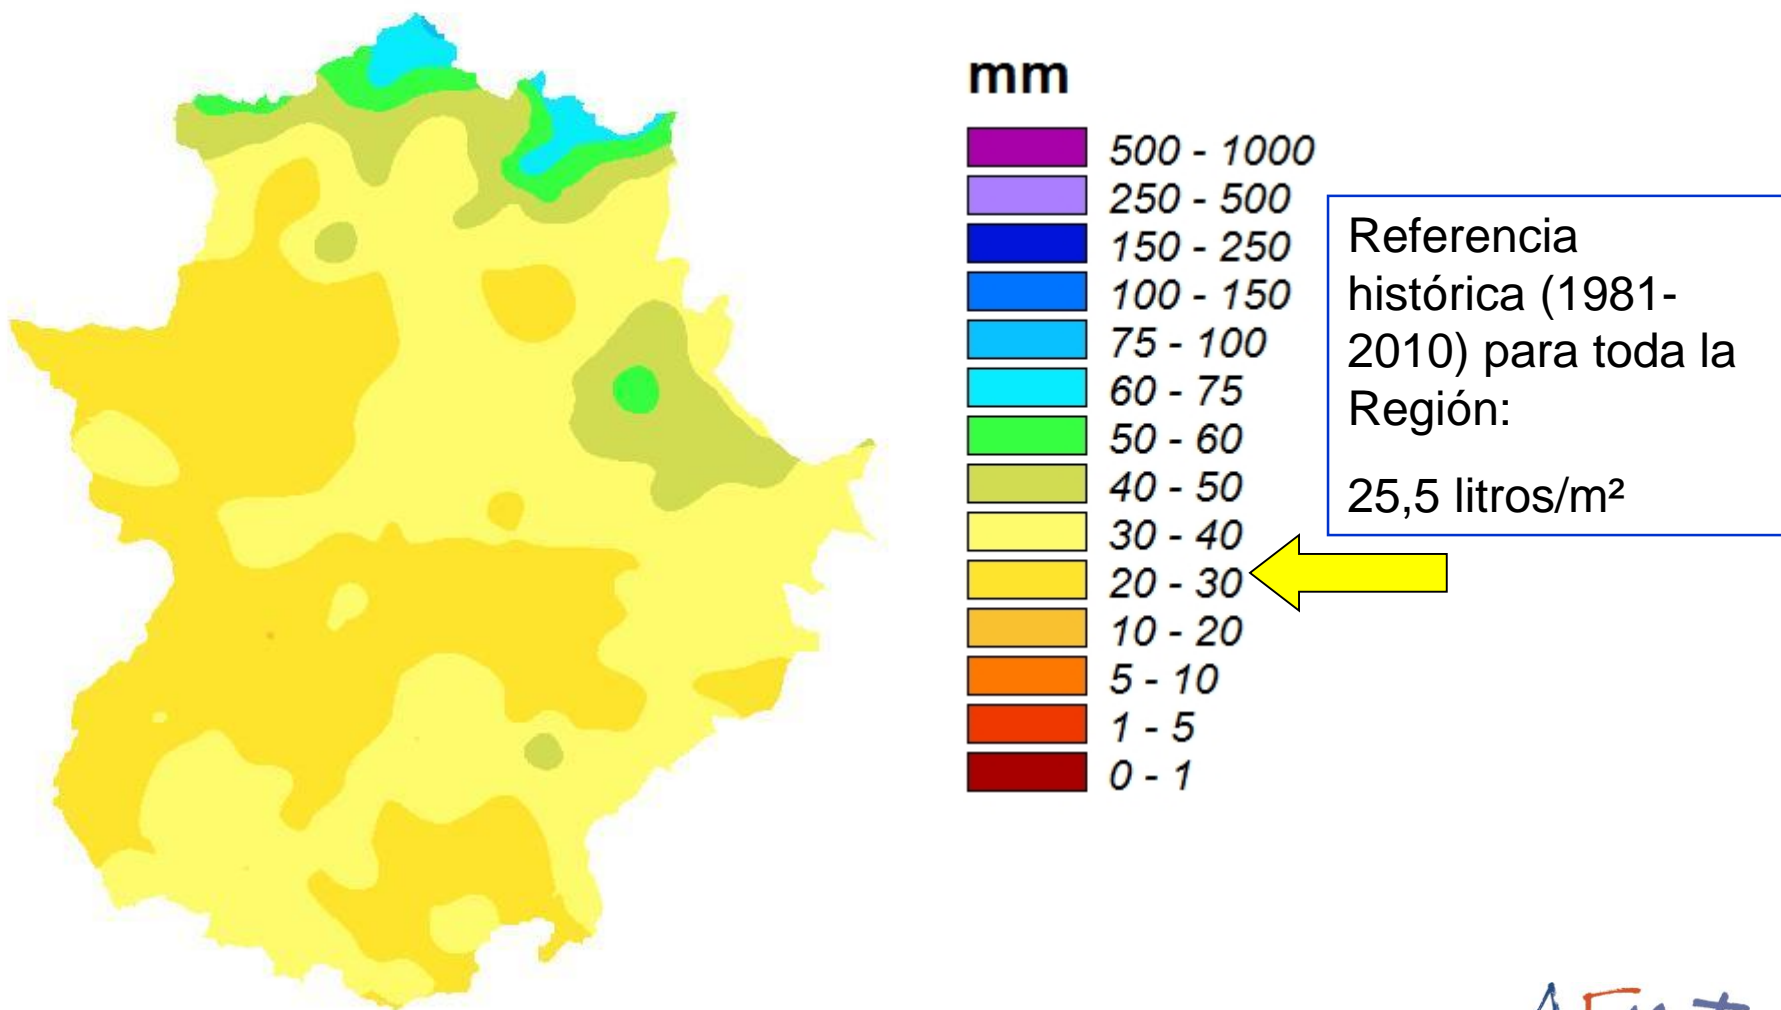 mm
500 - 1000
250 - 500
150 - 250
100 - 150
75 - 100
60 - 75
50 - 60
40 - 50
30 - 40
20 - 30
10 - 20
5 - 10
1 - 5
0 - 1
Referencia
histórica (1981-
2010) para toda la
Región:
25,5 litros/m²